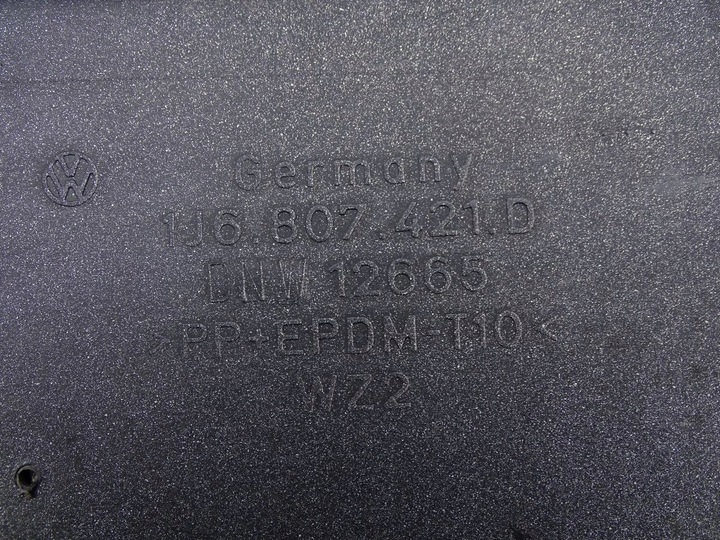 Germany
1J6.807.421.D
DNW 12665
>PP+EPDM-T10<
WZ2